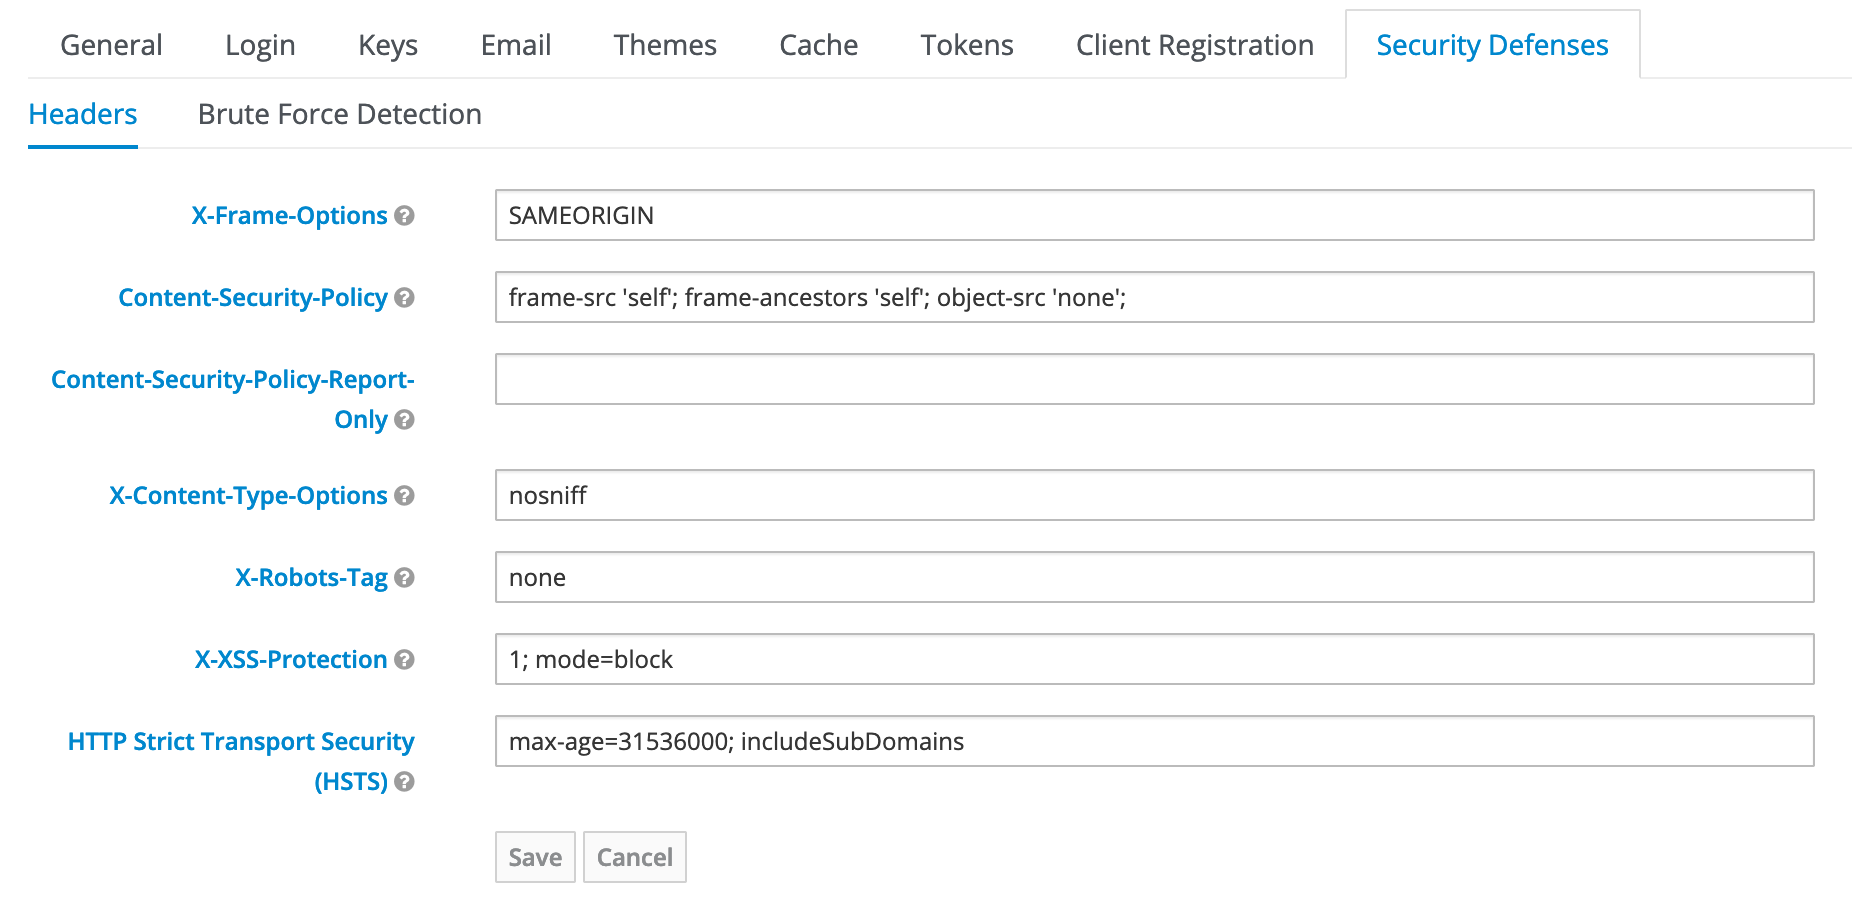 General Login Keys Email Themes Cache Tokens Client Registration Security Defenses
Headers Brute Force Detection
X-Frame-Options SAMEORIGIN
Content-Security-Policy frame-src 'self'; frame-ancestors 'self'; object-src 'none';
Content-Security-Policy-Report-
Only
X-Content-Type-Options nosniff
X-Robots-Tag none
X-XSS-Protection 1; mode=block
HTTP Strict Transport Security max-age=31536000; includeSubDomains
(HSTS)
Save Cancel